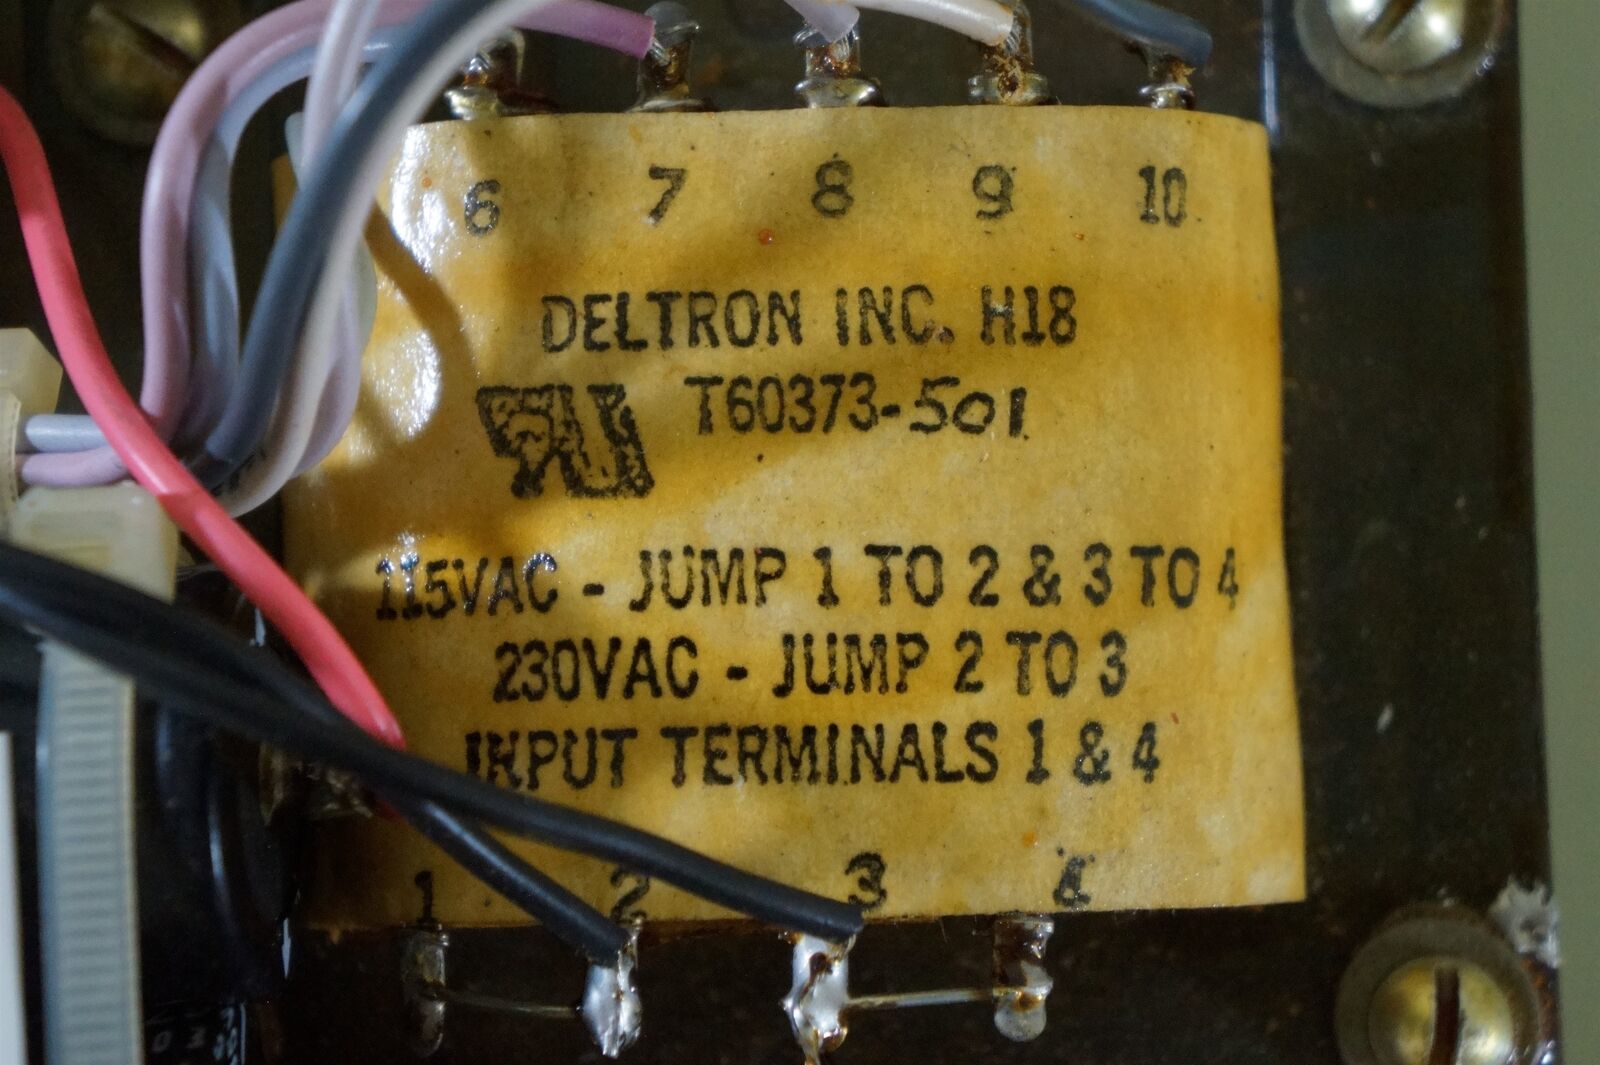 6 7 8 9 10
DELTRON INC. H18
T60373-501
115VAC - JUMP 1 TO 2 & 3 TO 4
230VAC - JUMP 2 TO 3
INPUT TERMINALS 1 & 4
1 2 3 4